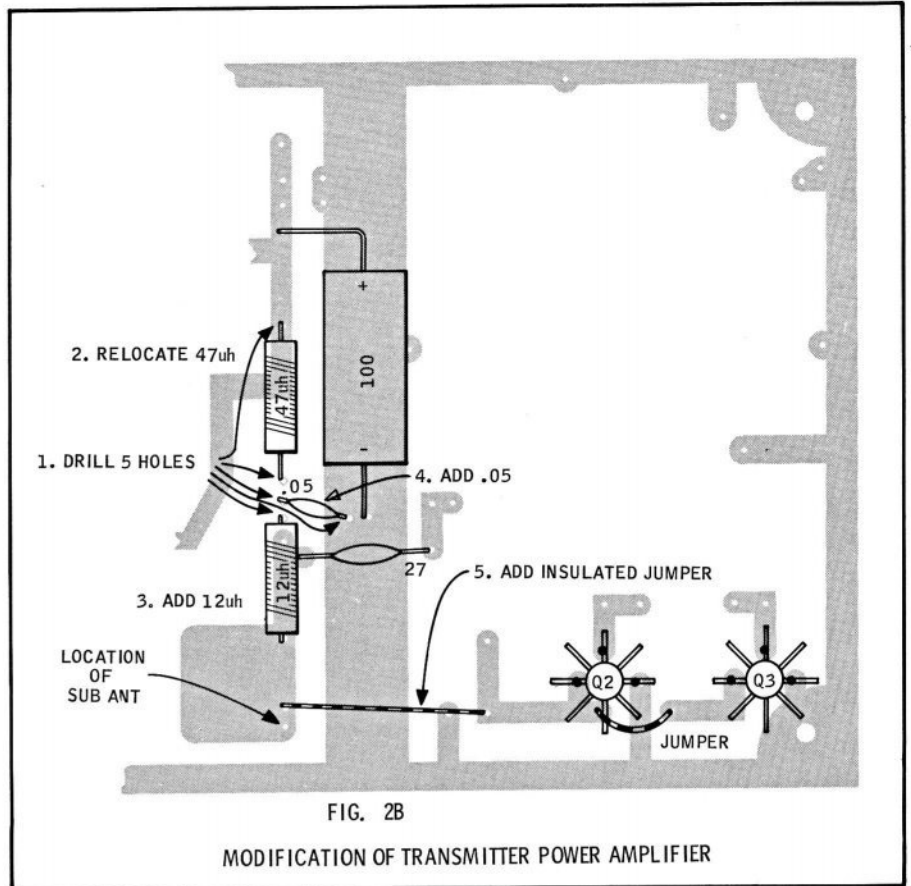 +
2. RELOCATE 47uh
47uh
100
1. DRILL 5 HOLES
-
.05
4. ADD .05
12uh
27
3. ADD 12uh
5. ADD INSULATED JUMPER
LOCATION
OF
SUB ANT
Q2
Q3
JUMPER
FIG. 2B
MODIFICATION OF TRANSMITTER POWER AMPLIFIER